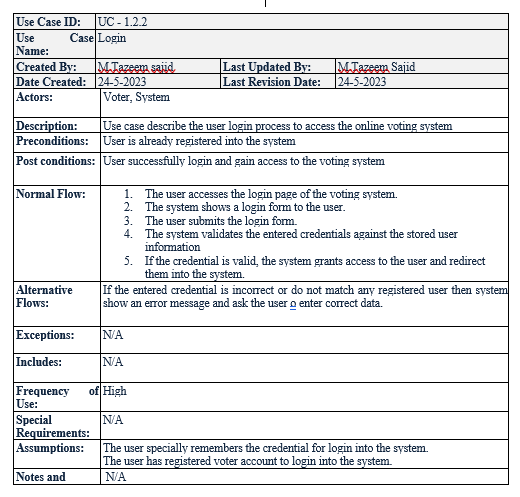 Use Case ID: UC - 1.2.2
Use Case Login
Name:
Created By: M.Tazeem sajid. Last Updated By: M.Tazeem Sajid
Date Created: 24-5-2023 Last Revision Date: 24-5-2023
Actors: Voter, System
Description: Use case describe the user login process to access the online voting system
Preconditions: User is already registered into the system
Post conditions: User successfully login and gain access to the voting system
Normal Flow: 1. The user accesses the login page of the voting system.
2. The system shows a login form to the user.
3. The user submits the login form.
4. The system validates the entered credentials against the stored user
information
5. If the credential is valid, the system grants access to the user and redirect
them into the system.
Alternative If the entered credential is incorrect or do not match any registered user then system
Flows: show an error message and ask the user o enter correct data.
Exceptions: N/A
Includes: N/A
Frequency of High
Use:
Special N/A
Requirements:
Assumptions: The user specially remembers the credential for login into the system.
The user has registered voter account to login into the system.
Notes and N/A